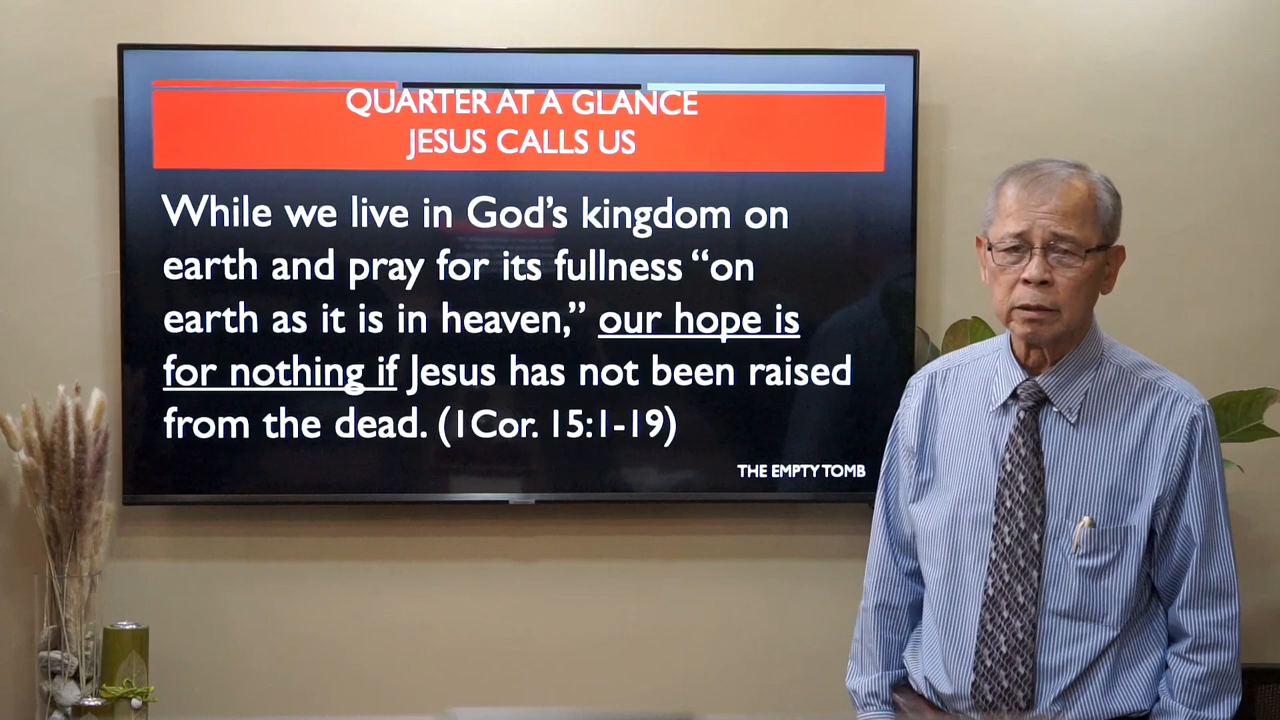 QUARTER AT A GLANCE
JESUS CALLS US
While we live in God’s kingdom on
earth and pray for its fullness “on
earth as it is in heaven,” our hope is
for nothing if Jesus has not been raised
from the dead. (1Cor. 15:1-19)
THE EMPTY TOMB